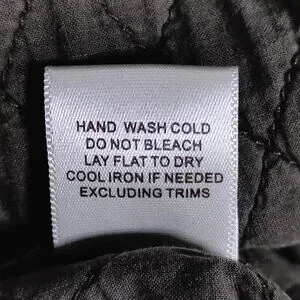 HAND WASH COLD
DO NOT BLEACH
LAY FLAT TO DRY
COOL IRON IF NEEDED
EXCLUDING TRIMS